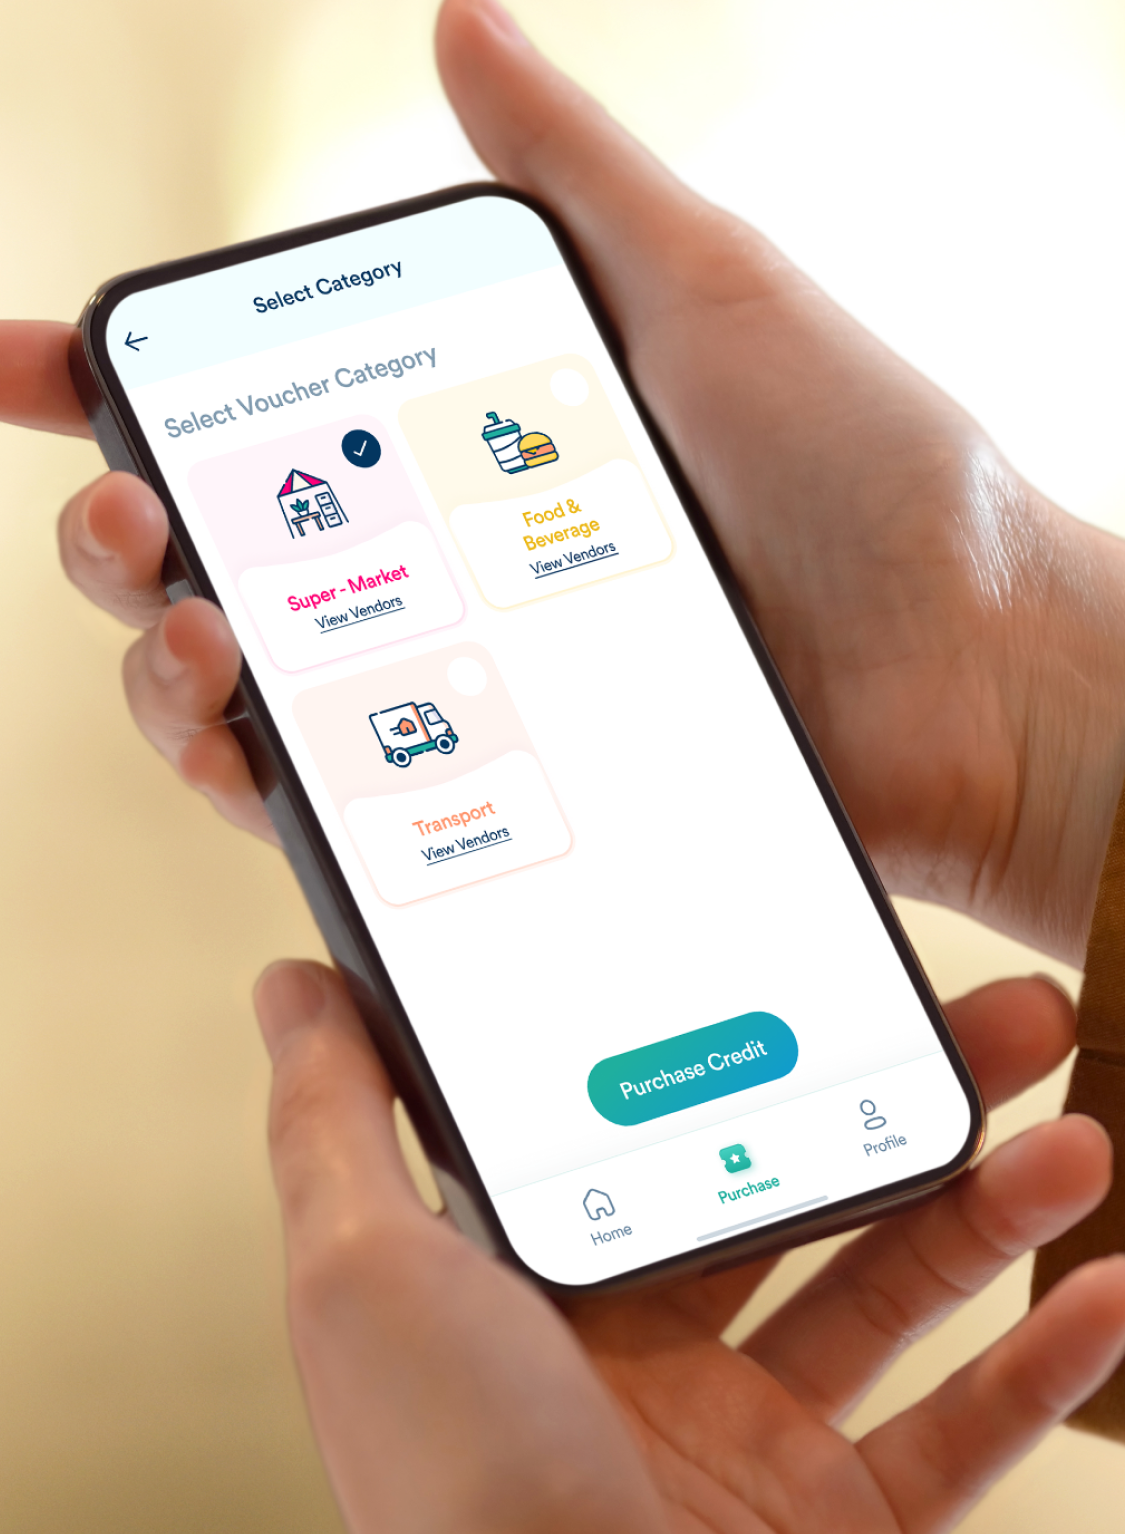 Select Category
Select Voucher Category
Super - Market
View Vendors
Food &
Beverage
View Vendors
Transport
View Vendors
Purchase Credit
Home
Purchase
Profile